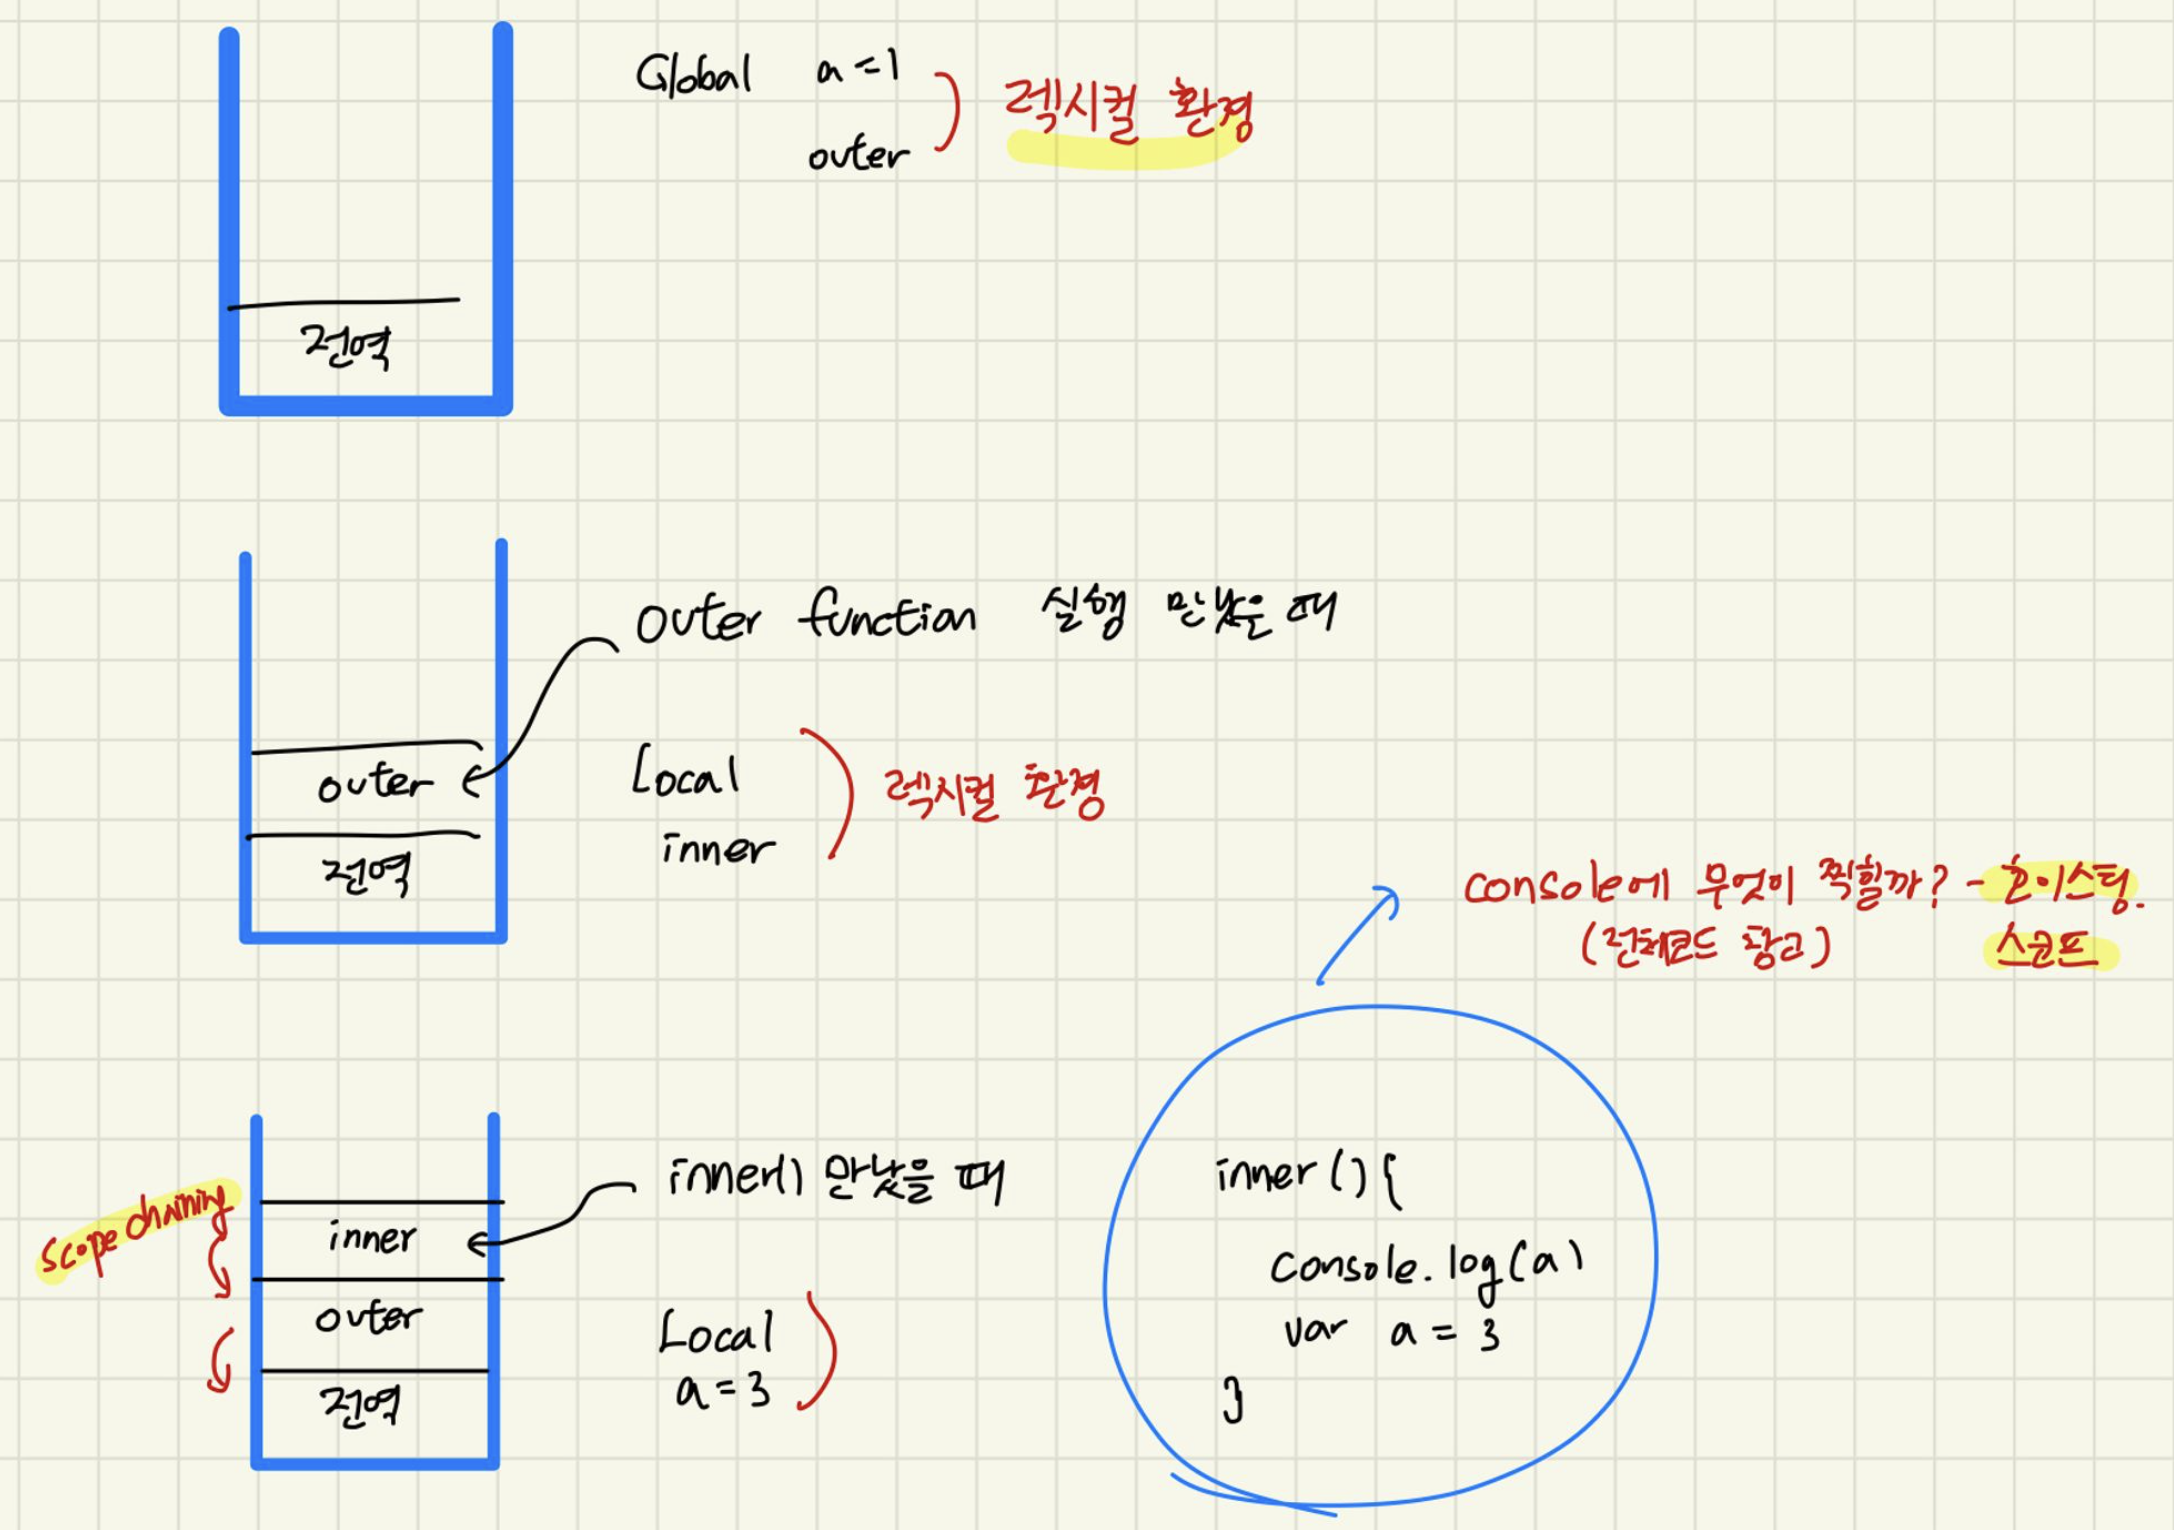 Global a = 1
outer
렉시컬 환경
전역
outer function 실행 만났을 때
outer
전역
Local
inner
렉시컬 환경
console에 무엇이 찍힐까? - 호이스팅.
(전체코드 참고) 스코프
scope chaining
inner() 만났을 때
inner
outer
전역
Local
a = 3
inner () {
console.log(a)
var a = 3
}